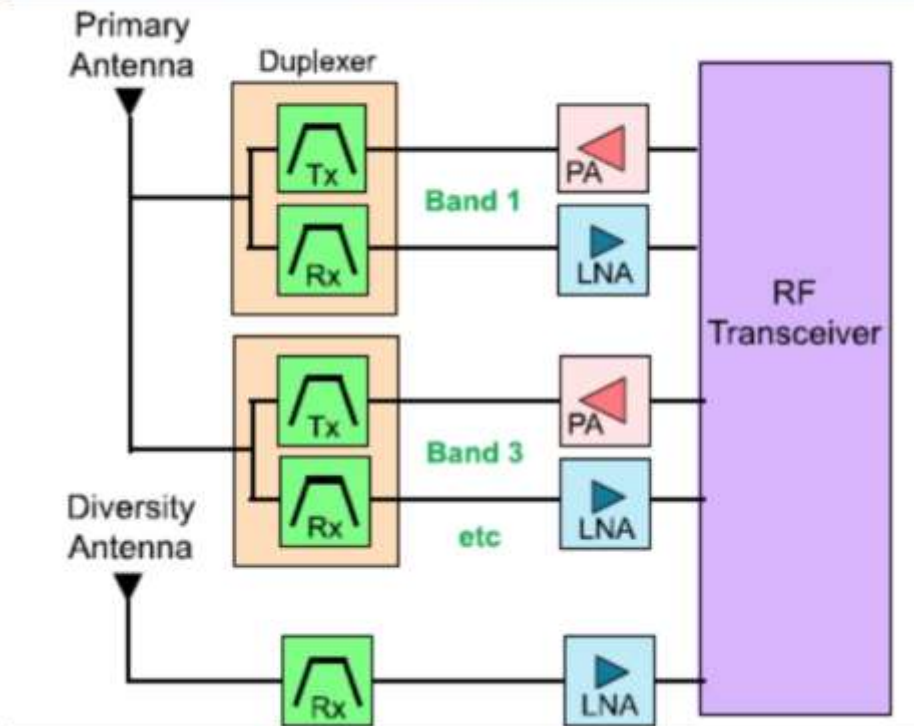 Primary
Antenna
Duplexer
Tx
PA
Band 1
Rx
LNA
RF
Transceiver
Tx
PA
Band 3
Rx
LNA
etc
Diversity
Antenna
Rx
LNA